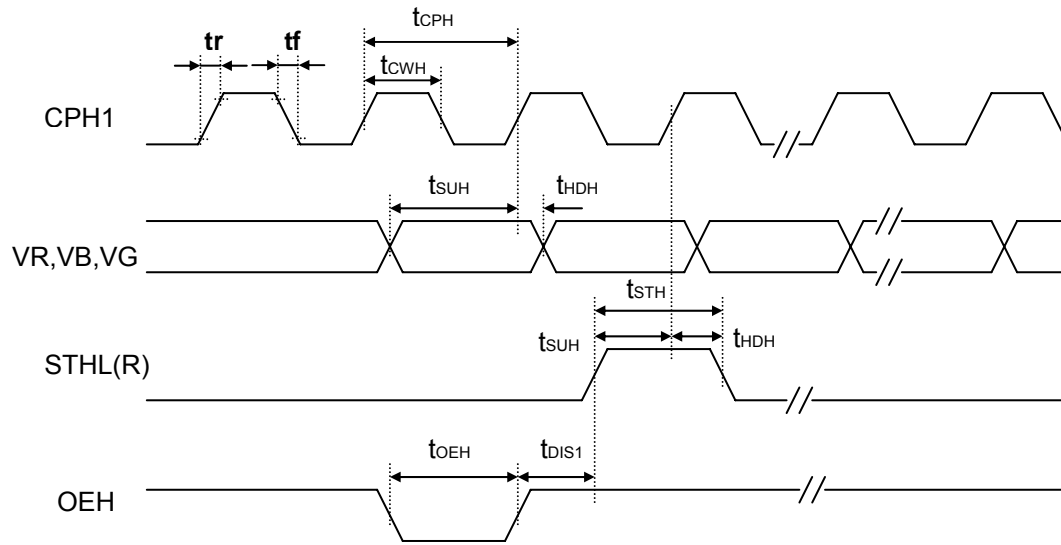 tCPH
tr tf
tCWH
CPH1
tSUH tHDH
VR,VB,VG
tSTH
tSUH tHDH
STHL(R)
tOEH tDIS1
OEH